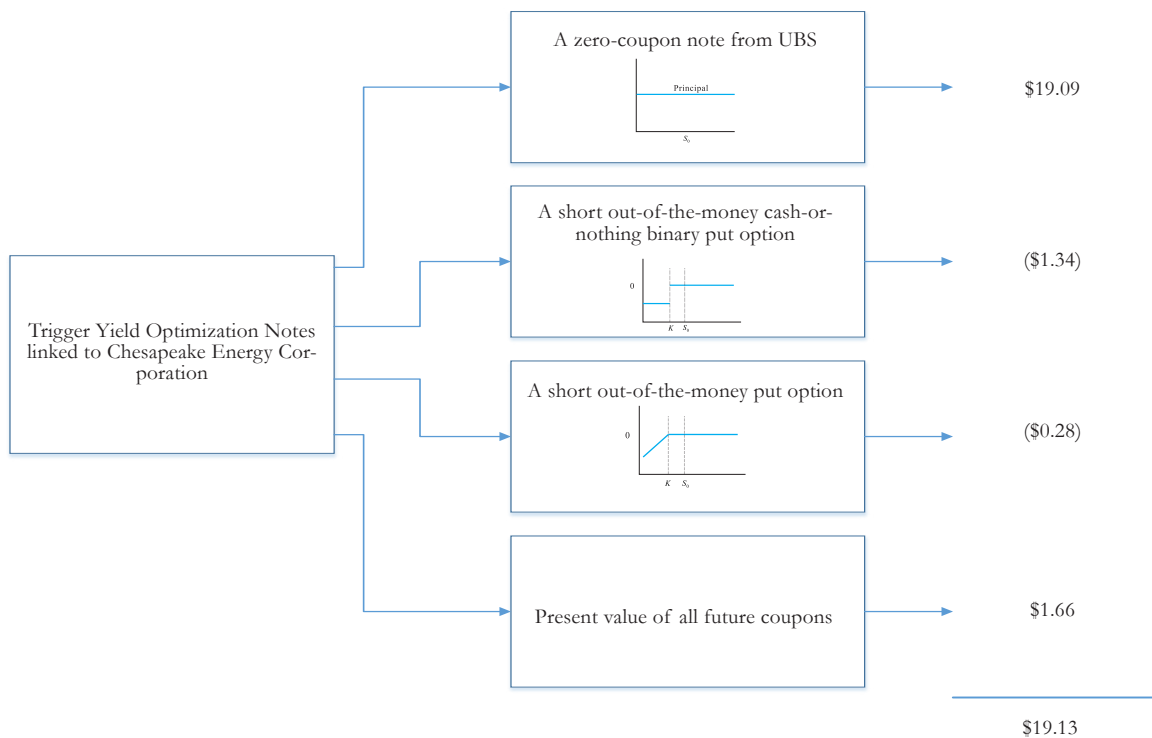 A zero-coupon note from UBS
Principal
S0
$19.09
A short out-of-the-money cash-or-
nothing binary put option
0
K
S0
($1.34)
Trigger Yield Optimization Notes
linked to Chesapeake Energy Cor-
poration
A short out-of-the-money put option
0
K
S0
($0.28)
Present value of all future coupons
$1.66
$19.13